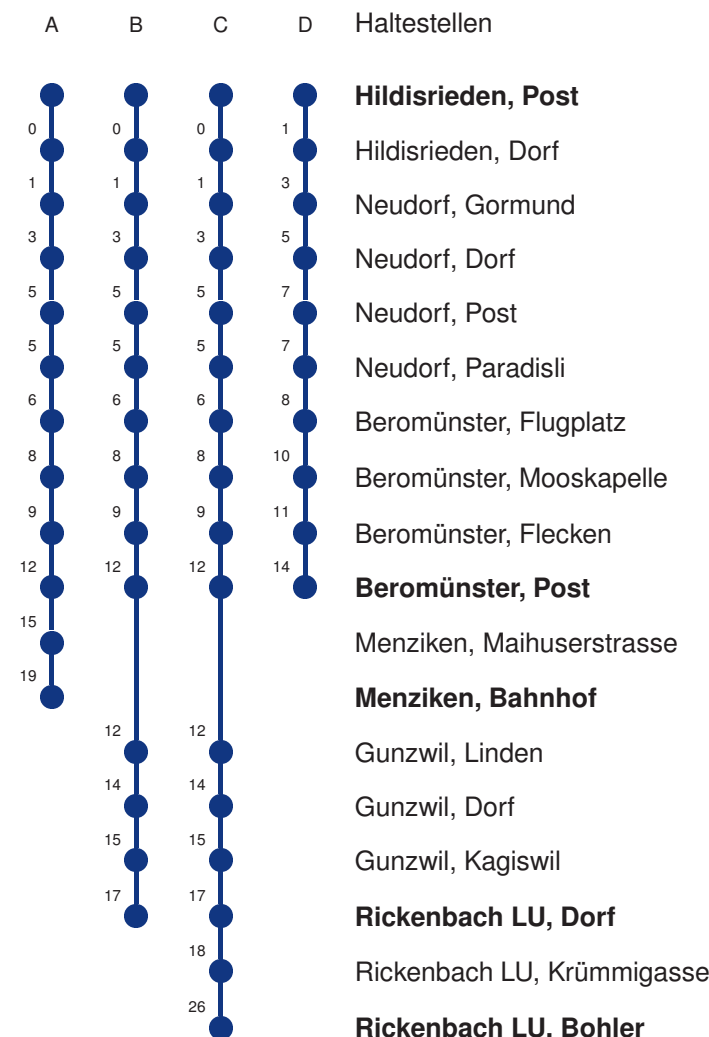 A B C D Haltestellen
Hildisrieden, Post
0 0 0 1
Hildisrieden, Dorf
1 1 1 3
Neudorf, Gormund
3 3 3 5
Neudorf, Dorf
5 5 5 7
Neudorf, Post
5 5 5 7
Neudorf, Paradisli
6 6 6 8
Beromünster, Flugplatz
8 8 8 10
Beromünster, Mooskapelle
9 9 9 11
Beromünster, Flecken
12 12 12 14
Beromünster, Post
15
Menziken, Maihuserstrasse
19
Menziken, Bahnhof
12 12
Gunzwil, Linden
14 14
Gunzwil, Dorf
15 15
Gunzwil, Kagiswil
17 17
Rickenbach LU, Dorf
18
Rickenbach LU, Krümmigasse
26
Rickenbach LU, Bohler